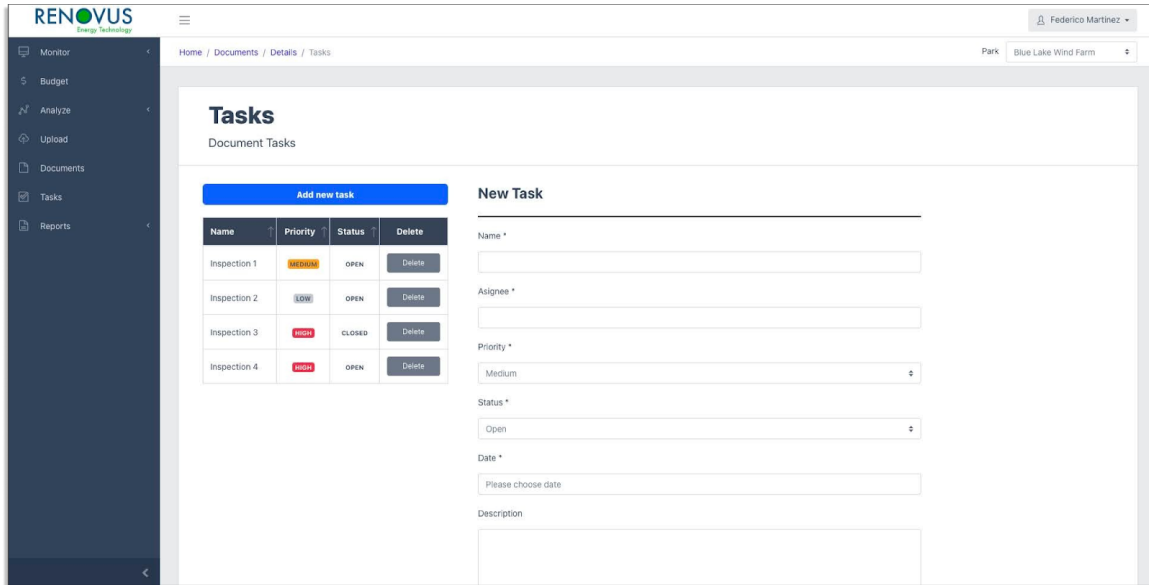 RENOVUS
Energy Technology
Federico Martinez
Monitor
Budget
Analyze
Upload
Documents
Tasks
Reports
Home / Documents / Details / Tasks
Park Blue Lake Wind Farm
Tasks
Document Tasks
Add new task
Name Priority Status Delete
Inspection 1 MEDIUM OPEN Delete
Inspection 2 LOW OPEN Delete
Inspection 3 HIGH CLOSED Delete
Inspection 4 HIGH OPEN Delete
New Task
Name *
Asignee *
Priority *
Medium
Status *
Open
Date *
Please choose date
Description